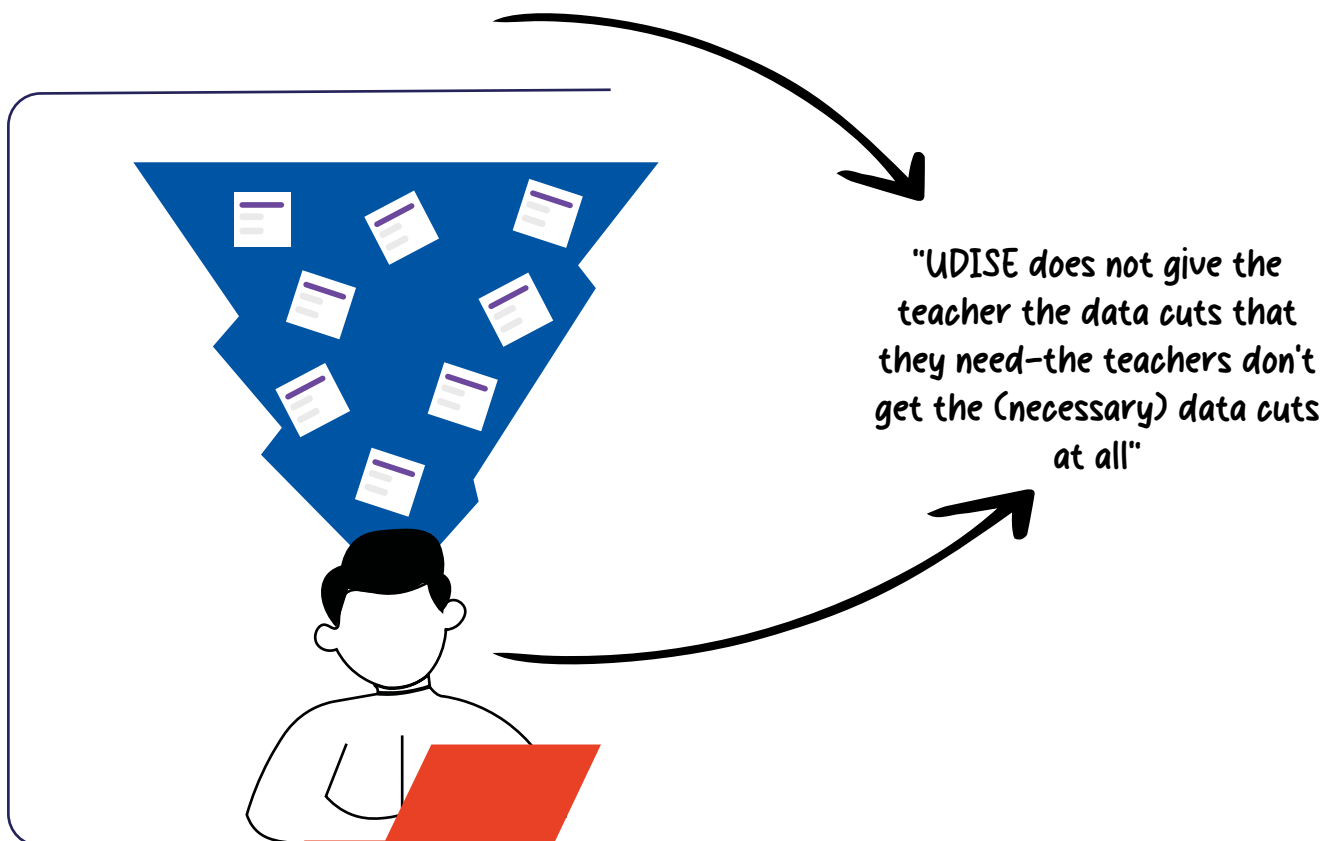 "UDISE does not give the
teacher the data cuts that
they need-the teachers don't
get the (necessary) data cuts
at all"